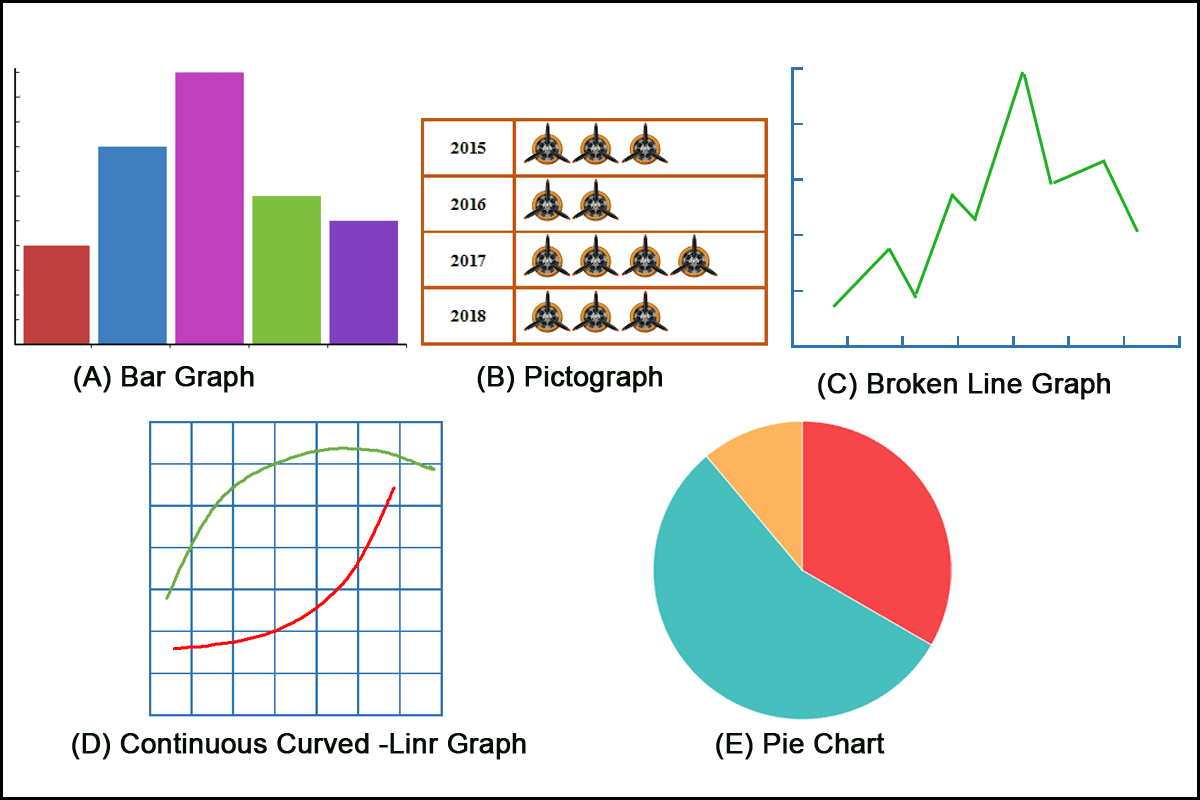 2015
2016
2017
2018
(A) Bar Graph
(B) Pictograph
(C) Broken Line Graph
(D) Continuous Curved -Linr Graph
(E) Pie Chart